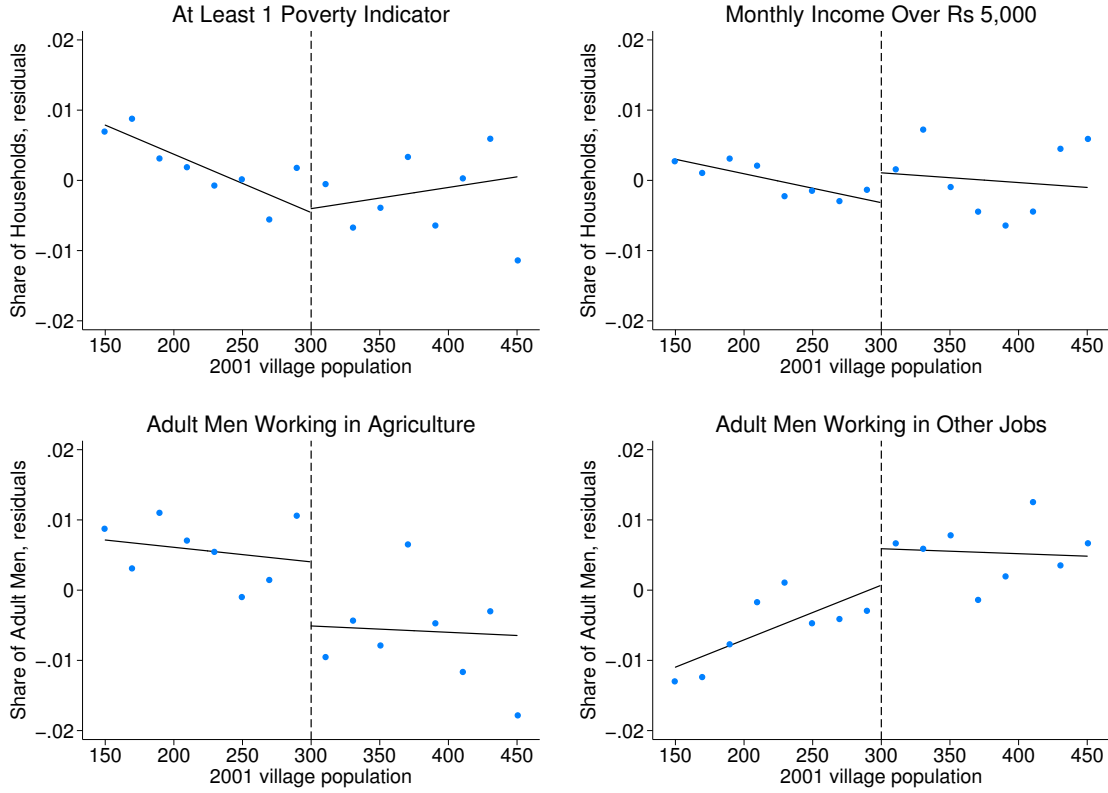 At Least 1 Poverty Indicator
Share of Households, residuals
.02
.01
0
−.01
−.02
150 200 250 300 350 400 450
2001 village population
Monthly Income Over Rs 5,000
Share of Households, residuals
.02
.01
0
−.01
−.02
150 200 250 300 350 400 450
2001 village population
Adult Men Working in Agriculture
Share of Adult Men, residuals
.02
.01
0
−.01
−.02
150 200 250 300 350 400 450
2001 village population
Adult Men Working in Other Jobs
Share of Adult Men, residuals
.02
.01
0
−.01
−.02
150 200 250 300 350 400 450
2001 village population